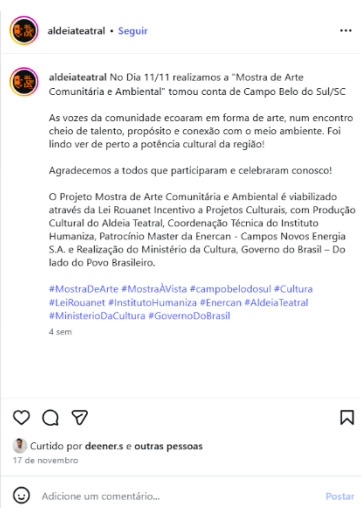 aldeiateatral • Seguir
aldeiateatral No Dia 11/11 realizamos a "Mostra de Arte
Comunitária e Ambiental" tomou conta de Campo Belo do Sul/SC
As vozes da comunidade ecoaram em forma de arte, num encontro
cheio de talento, propósito e conexão com o meio ambiente. Foi
lindo ver de perto a potência cultural da região!
Agradecemos a todos que participaram e celebraram conosco!
O Projeto Mostra de Arte Comunitária e Ambiental é viabilizado
através da Lei Rouanet Incentivo a Projetos Culturais, com Produção
Cultural do Aldeia Teatral, Coordenação Técnica do Instituto
Humaniza, Patrocínio Master da Enercan - Campos Novos Energia
S.A. e Realização do Ministério da Cultura, Governo do Brasil – Do
lado do Povo Brasileiro.
#MostraDeArte #MostraÀVista #campobelodosul #Cultura
#LeiRouanet #InstitutoHumaniza #Enercan #AldeiaTeatral
#MinisterioDaCultura #GovernoDoBrasil
4 sem
Curtido por deener.s e outras pessoas
17 de novembro
Adicione um comentário... Postar